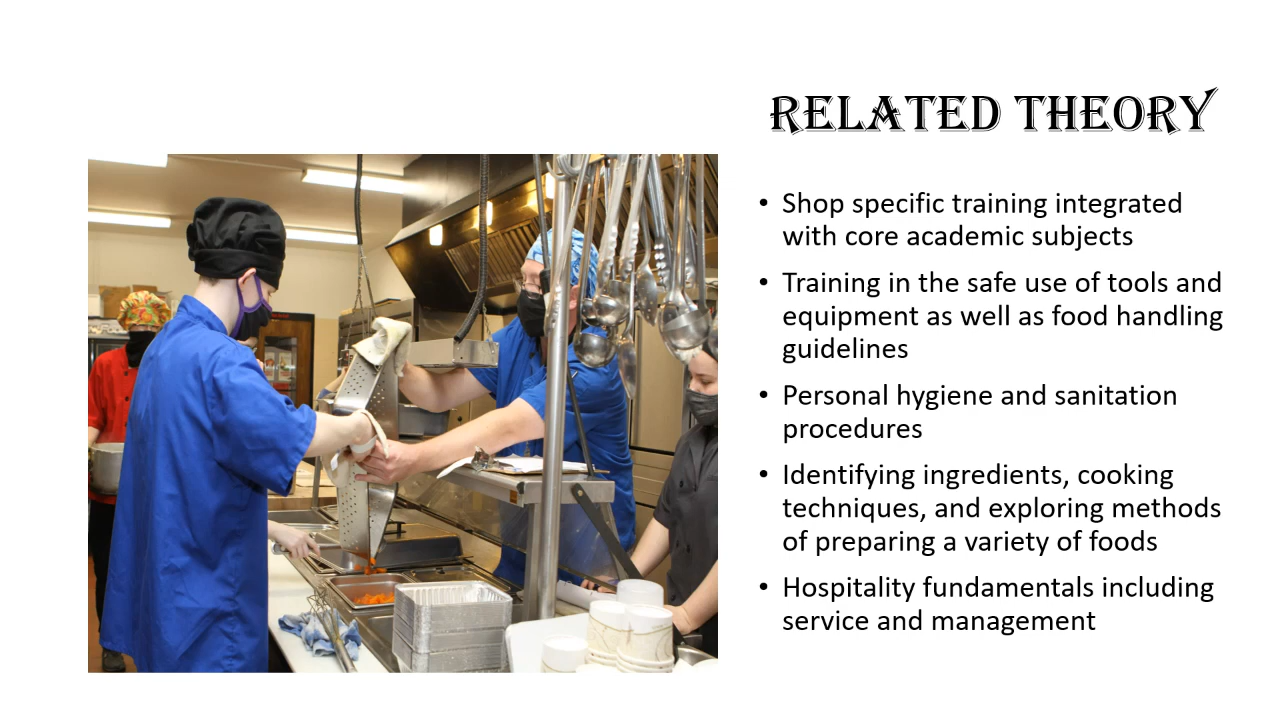 RELATED THEORY
• Shop specific training integrated
with core academic subjects
• Training in the safe use of tools and
equipment as well as food handling
guidelines
• Personal hygiene and sanitation
procedures
• Identifying ingredients, cooking
techniques, and exploring methods
of preparing a variety of foods
• Hospitality fundamentals including
service and management